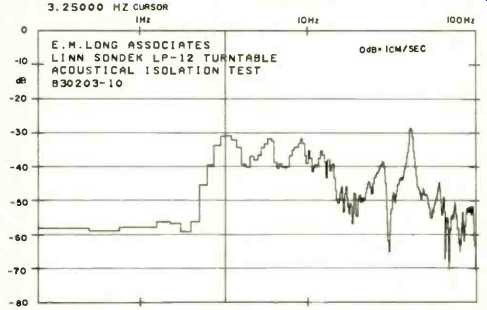 3.25000 HZ CURSOR
1Hz 10Hz 100Hz
0
E.M.LONG ASSOCIATES
0dB=1CM/SEC
LINN SONDEK LP-12 TURNTABLE
-10
ACOUSTICAL ISOLATION TEST
dB
830203-10
-20
-30
-40
-50
-60
-70
-80